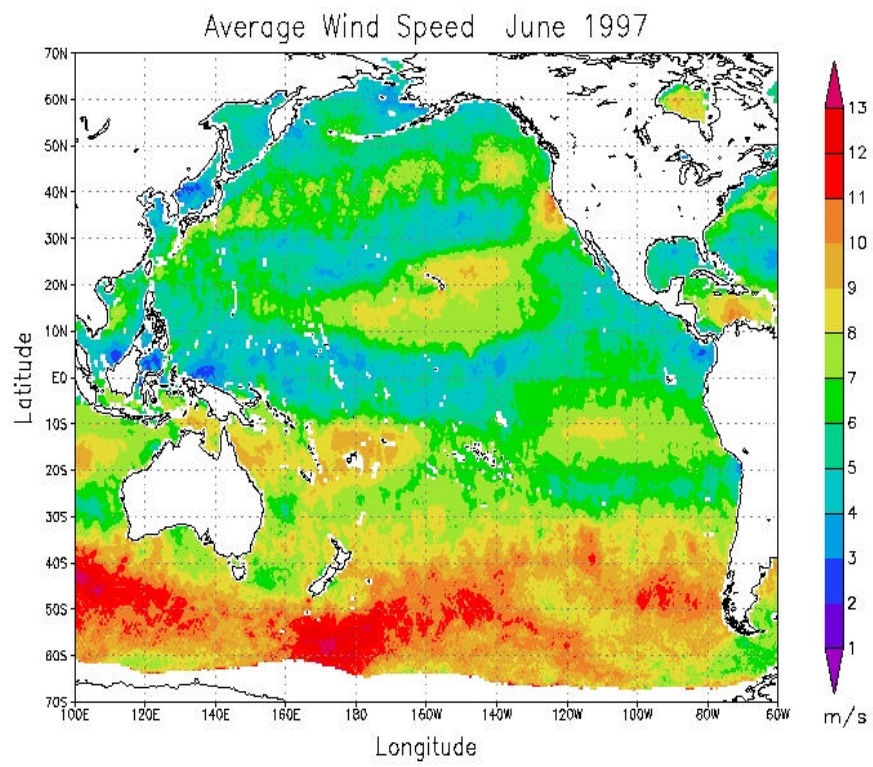 Average Wind Speed June 1997
70N
60N
50N
40N
30N
20N
10N
EQ
10S
20S
30S
40S
50S
60S
70S
Latitude
100E 120E 140E 160E 180 160W 140W 120W 100W 80W 60W
Longitude
13
12
11
10
9
8
7
6
5
4
3
2
1
m/s